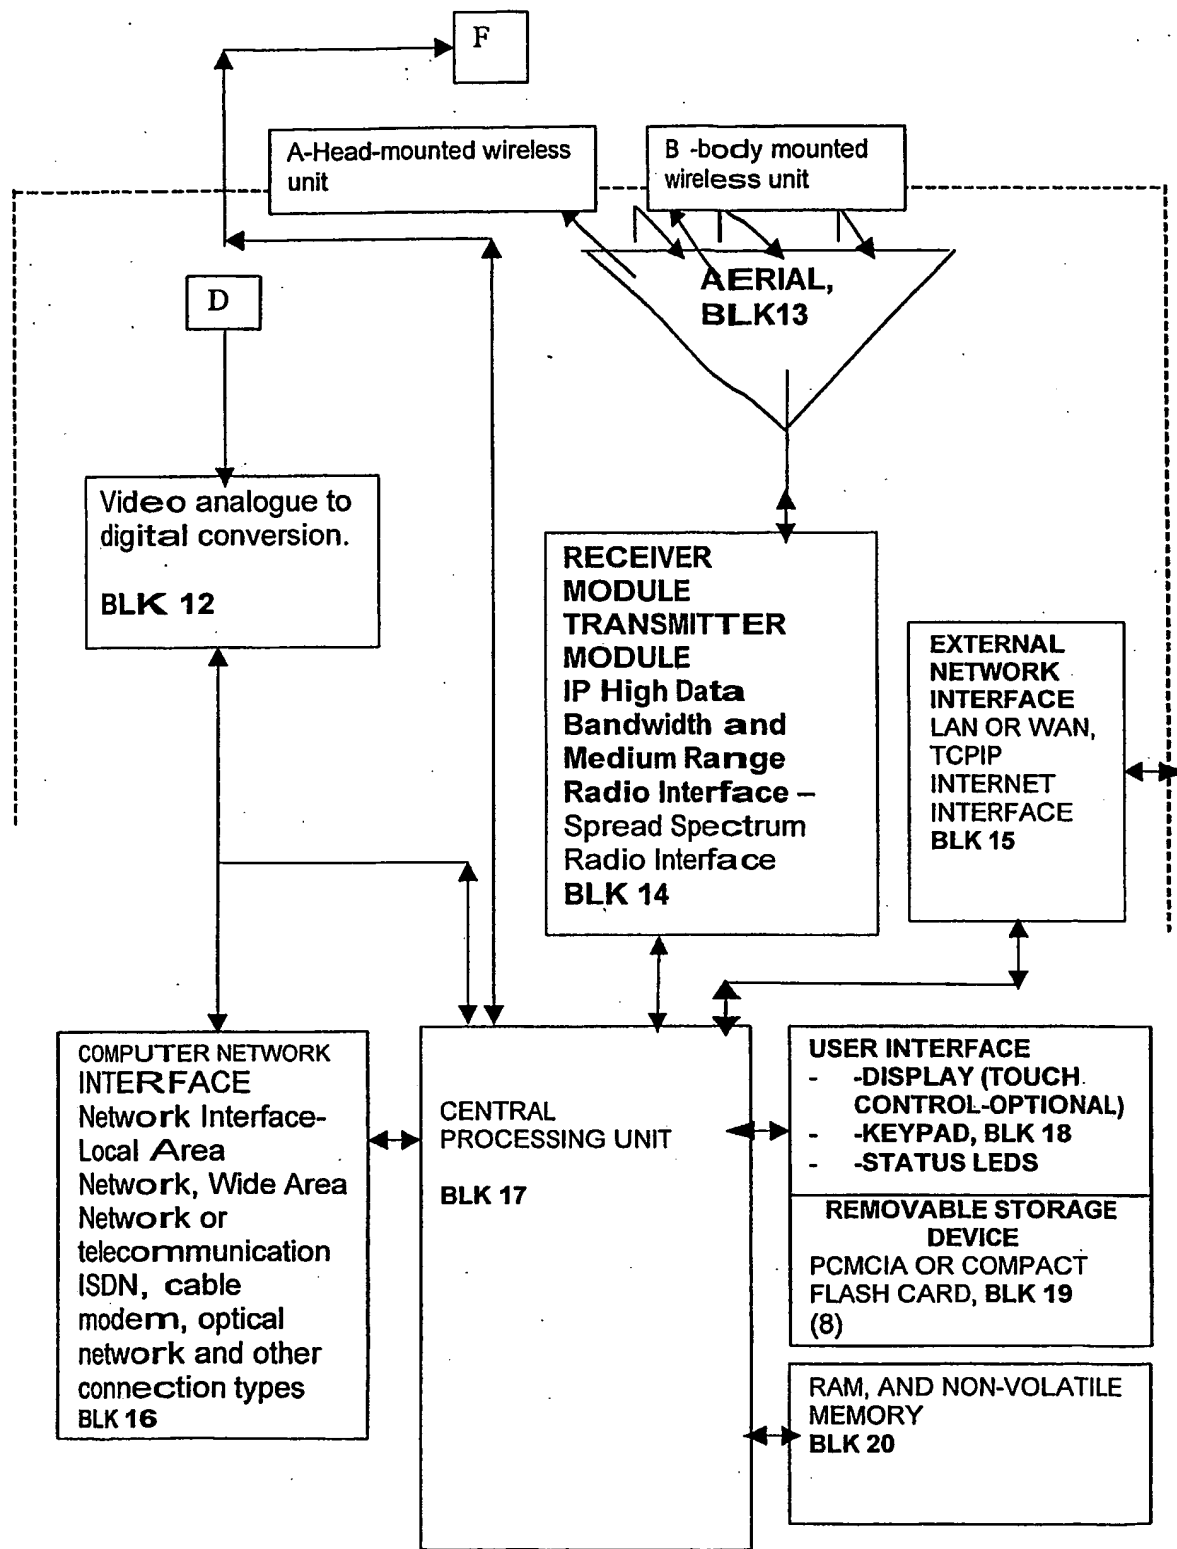 F
A-Head-mounted wireless
unit
B -body mounted
wireless unit
AERIAL,
BLK13
D
Video analogue to
digital conversion.
BLK 12
RECEIVER
MODULE
TRANSMITTER
MODULE
IP High Data
Bandwidth and
Medium Range
Radio Interface –
Spread Spectrum
Radio Interface
BLK 14
EXTERNAL
NETWORK
INTERFACE
LAN OR WAN,
TCPIP
INTERNET
INTERFACE
BLK 15
COMPUTER NETWORK
INTERFACE
Network Interface-
Local Area
Network, Wide Area
Network or
telecommunication
ISDN, cable
modem, optical
network and other
connection types
BLK 16
CENTRAL
PROCESSING UNIT
BLK 17
USER INTERFACE
- -DISPLAY (TOUCH
CONTROL-OPTIONAL)
- -KEYPAD, BLK 18
- -STATUS LEDS
REMOVABLE STORAGE
DEVICE
PCMCIA OR COMPACT
FLASH CARD, BLK 19
(8)
RAM, AND NON-VOLATILE
MEMORY
BLK 20